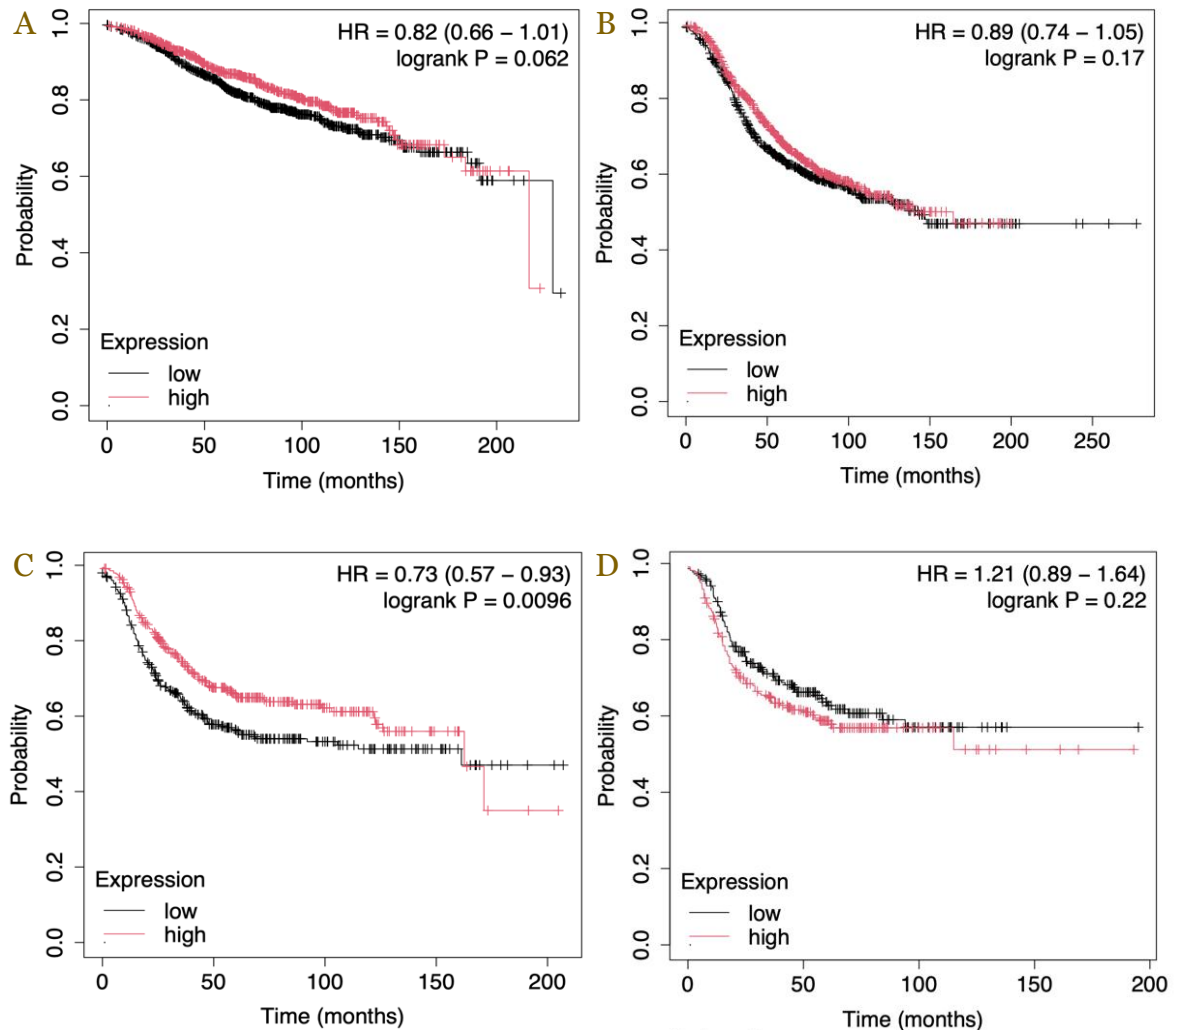 A
HR = 0.82 (0.66 − 1.01)
logrank P = 0.062
Probability
0.0 0.2 0.4 0.6 0.8 1.0
Expression
low
high
0 50 100 150 200
Time (months)
B
HR = 0.89 (0.74 − 1.05)
logrank P = 0.17
Probability
0.0 0.2 0.4 0.6 0.8 1.0
Expression
low
high
0 50 100 150 200 250
Time (months)
C
HR = 0.73 (0.57 − 0.93)
logrank P = 0.0096
Probability
0.0 0.2 0.4 0.6 0.8 1.0
Expression
low
high
0 50 100 150 200
Time (months)
D
HR = 1.21 (0.89 − 1.64)
logrank P = 0.22
Probability
0.0 0.2 0.4 0.6 0.8 1.0
Expression
low
high
0 50 100 150 200
Time (months)